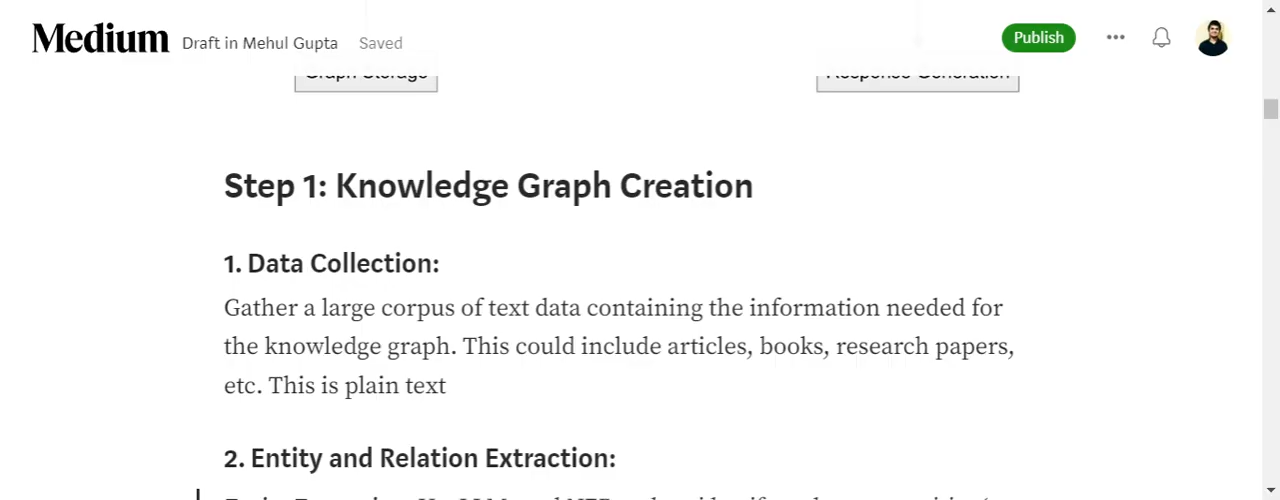 Medium Draft in Mehul Gupta Saved Publish
Graph Storage Response Generation
Step 1: Knowledge Graph Creation
1. Data Collection:
Gather a large corpus of text data containing the information needed for
the knowledge graph. This could include articles, books, research papers,
etc. This is plain text
2. Entity and Relation Extraction: